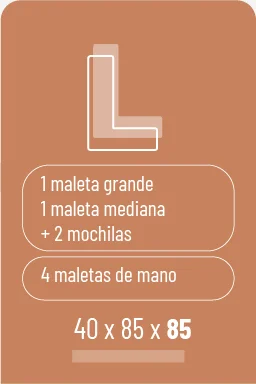 L
1 maleta grande
1 maleta mediana
+ 2 mochilas
4 maletas de mano
40 x 85 x 85